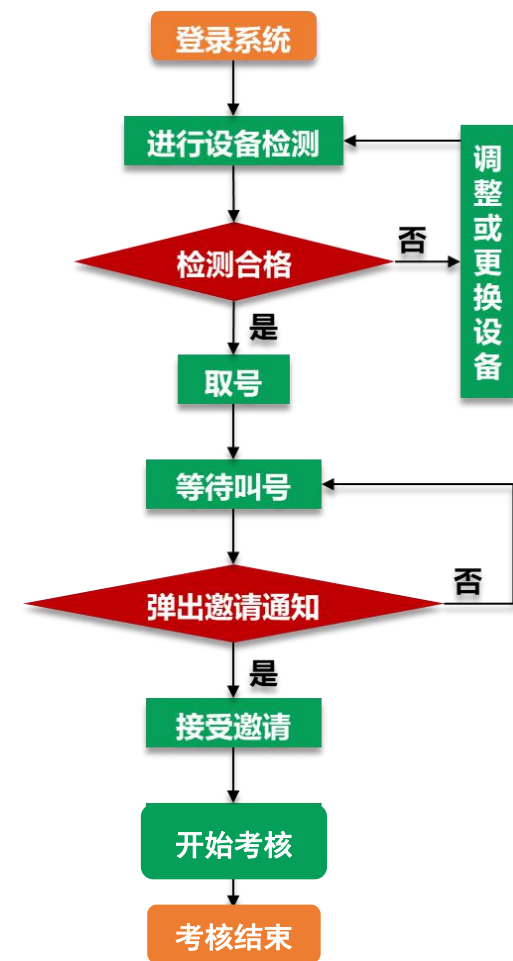 登录系统
进行设备检测
检测合格
否
调整或更换设备
是
取号
等待叫号
弹出邀请通知
否
是
接受邀请
开始考核
考核结束